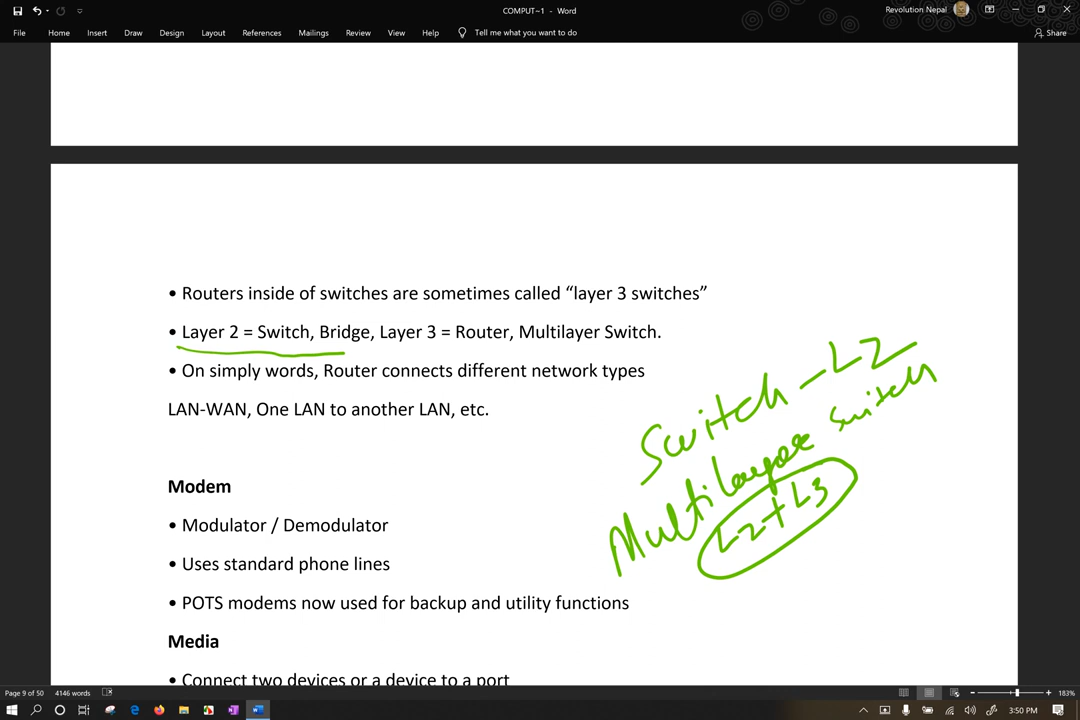 COMPUT~1 - Word
Revolution Nepal
File Home Insert Draw Design Layout References Mailings Review View Help Tell me what you want to do Share
• Routers inside of switches are sometimes called “layer 3 switches”
• Layer 2 = Switch, Bridge, Layer 3 = Router, Multilayer Switch.
• On simply words, Router connects different network types
LAN-WAN, One LAN to another LAN, etc.
Switch - L2
Multilayer switch
L2+L3
Modem
• Modulator / Demodulator
• Uses standard phone lines
• POTS modems now used for backup and utility functions
Media
• Connect two devices or a device to a port
Page 9 of 50 4146 words 183%
3:50 PM